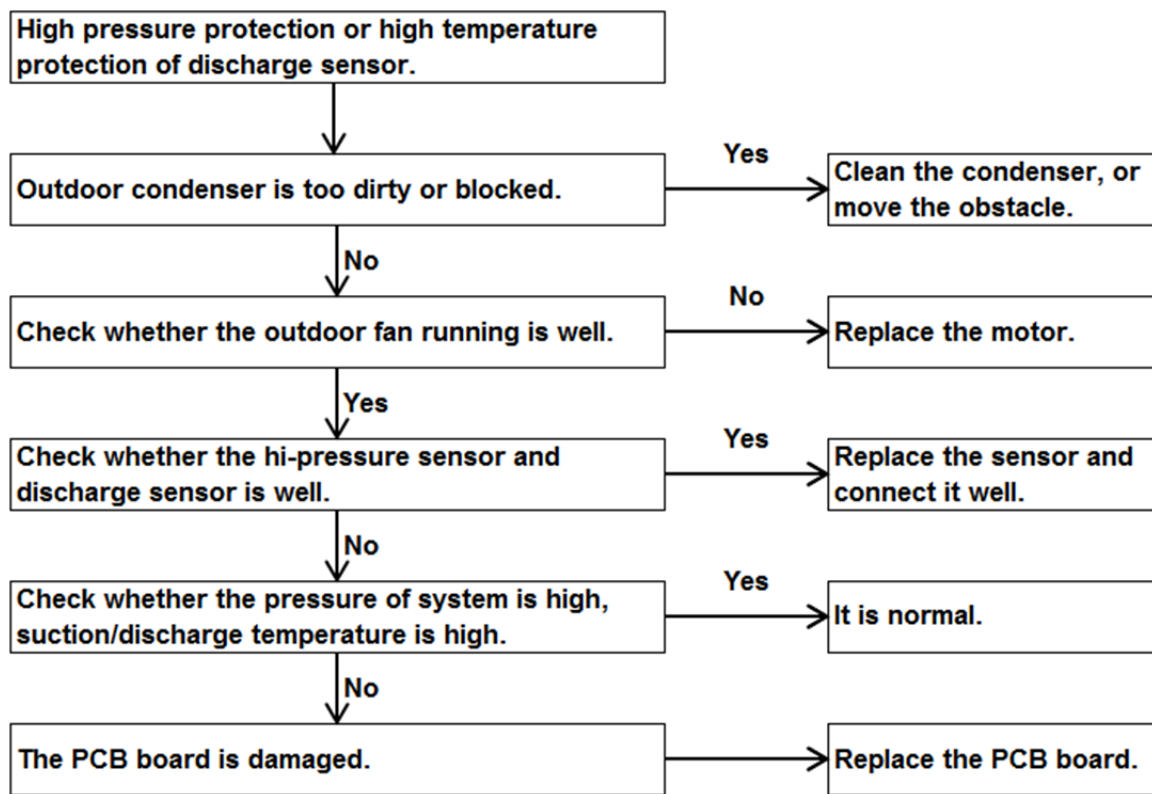 High pressure protection or high temperature
protection of discharge sensor.
Yes
Outdoor condenser is too dirty or blocked.
Clean the condenser, or
move the obstacle.
No
No
Check whether the outdoor fan running is well.
Replace the motor.
Yes
Yes
Check whether the hi-pressure sensor and
discharge sensor is well.
Replace the sensor and
connect it well.
No
Yes
Check whether the pressure of system is high,
suction/discharge temperature is high.
It is normal.
No
The PCB board is damaged.
Replace the PCB board.